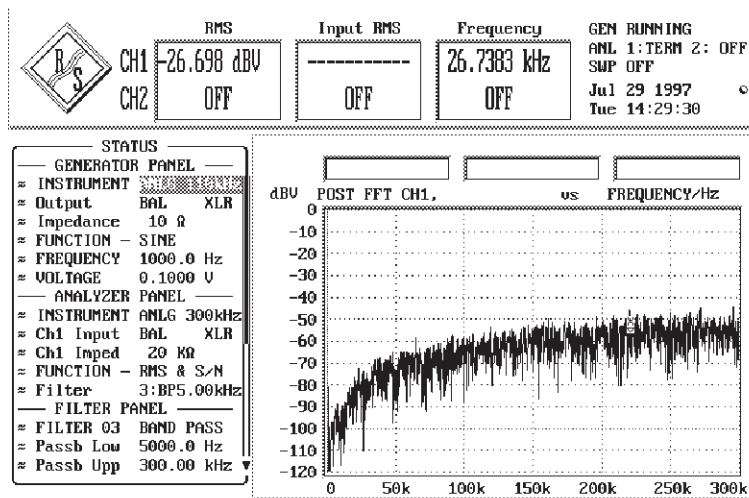 RMS
Input RMS
Frequency
GEN RUNNING
R S
CH1
-26.698 dBV
----------
26.7383 kHz
ANL 1:TERM 2: OFF
SWP OFF
CH2
OFF
OFF
OFF
Jul 29 1997
Tue 14:29:30
STATUS
GENERATOR PANEL
≈ INSTRUMENT
≈ Output BAL XLR
≈ Impedance 10 Ω
≈ FUNCTION – SINE
≈ FREQUENCY 1000.0 Hz
≈ VOLTAGE 0.1000 V
ANALYZER PANEL
≈ INSTRUMENT ANLG 300kHz
≈ Ch1 Input BAL XLR
≈ Ch1 Imped 20 KΩ
≈ FUNCTION – RMS & S/N
≈ Filter 3:BP5.00kHz
FILTER PANEL
≈ FILTER 03 BAND PASS
≈ Passb Low 5000.0 Hz
≈ Passb Upp 300.00 kHz
dBV POST FFT CH1, vs FREQUENCY/Hz
0
-10
-20
-30
-40
-50
-60
-70
-80
-90
-100
-110
-120
0 50k 100k 150k 200k 250k 300k